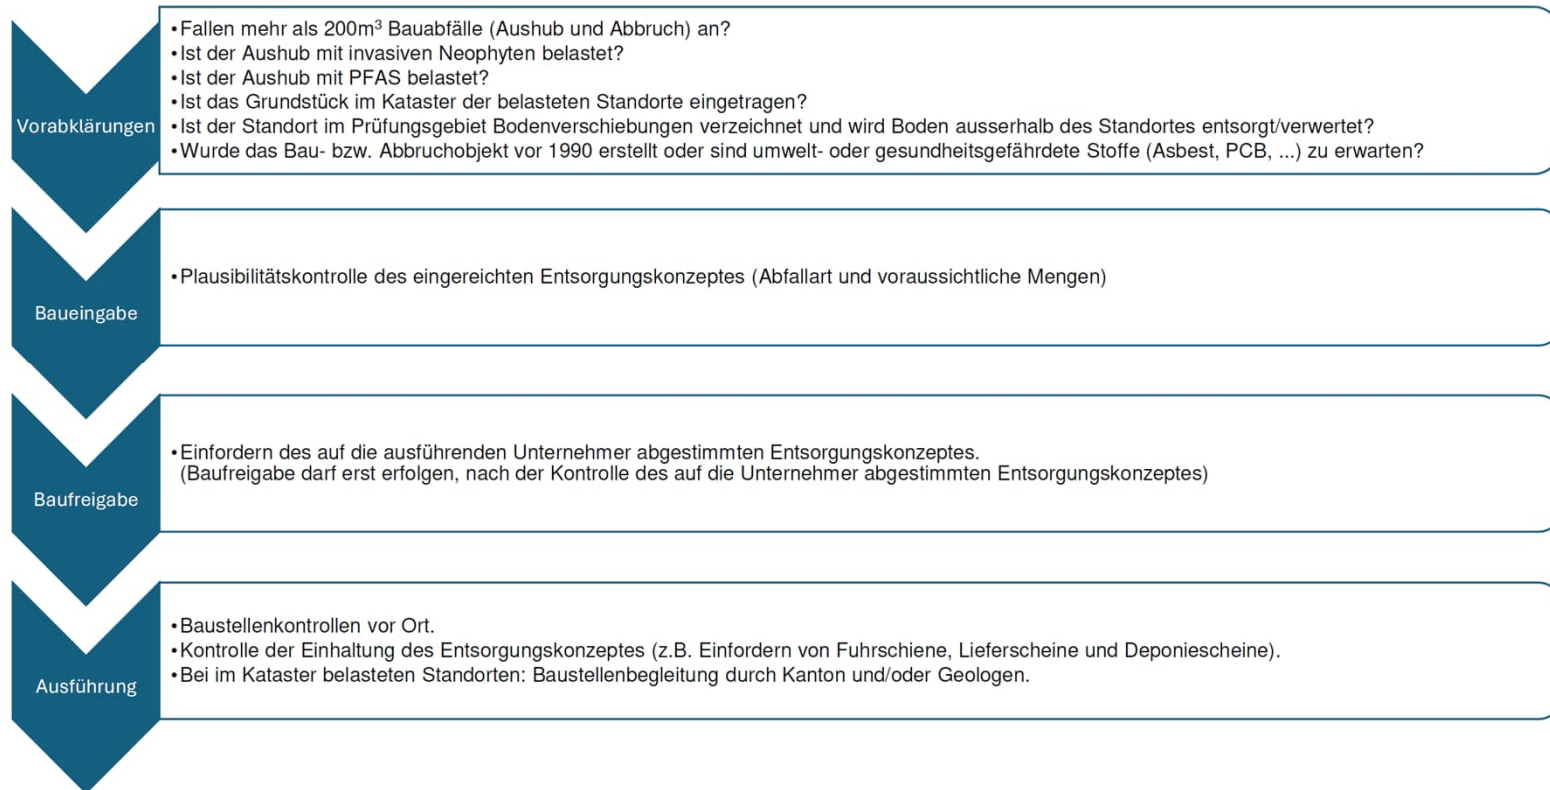 Vorabklärungen
•Fallen mehr als 200m³ Bauabfälle (Aushub und Abbruch) an?
•Ist der Aushub mit invasiven Neophyten belastet?
•Ist der Aushub mit PFAS belastet?
•Ist das Grundstück im Kataster der belasteten Standorte eingetragen?
•Ist der Standort im Prüfungsgebiet Bodenverschiebungen verzeichnet und wird Boden ausserhalb des Standortes entsorgt/verwertet?
•Wurde das Bau- bzw. Abbruchobjekt vor 1990 erstellt oder sind umwelt- oder gesundheitsgefährdete Stoffe (Asbest, PCB, ...) zu erwarten?
Baueingabe
•Plausibilitätskontrolle des eingereichten Entsorgungskonzeptes (Abfallart und voraussichtliche Mengen)
Baufreigabe
•Einfordern des auf die ausführenden Unternehmer abgestimmten Entsorgungskonzeptes.
(Baufreigabe darf erst erfolgen, nach der Kontrolle des auf die Unternehmer abgestimmten Entsorgungskonzeptes)
Ausführung
•Baustellenkontrollen vor Ort.
•Kontrolle der Einhaltung des Entsorgungskonzeptes (z.B. Einfordern von Fuhrschiene, Lieferscheine und Deponiescheine).
•Bei im Kataster belasteten Standorten: Baustellenbegleitung durch Kanton und/oder Geologen.